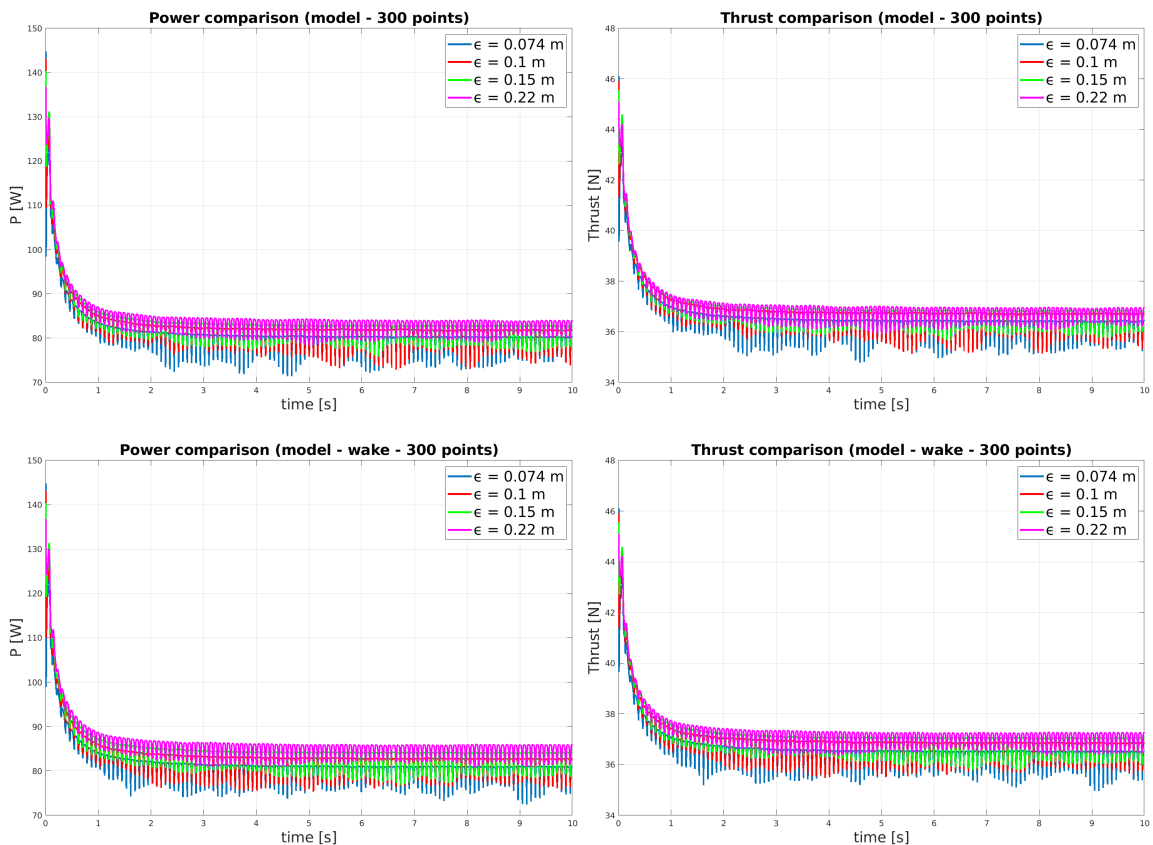 Power comparison (model - 300 points)
150
140
130
120
110
100
90
80
70
P [W]
0 1 2 3 4 5 6 7 8 9 10
time [s]
ϵ = 0.074 m
ϵ = 0.1 m
ϵ = 0.15 m
ϵ = 0.22 m
Thrust comparison (model - 300 points)
48
46
44
42
40
38
36
34
Thrust [N]
0 1 2 3 4 5 6 7 8 9 10
time [s]
ϵ = 0.074 m
ϵ = 0.1 m
ϵ = 0.15 m
ϵ = 0.22 m
Power comparison (model - wake - 300 points)
150
140
130
120
110
100
90
80
70
P [W]
0 1 2 3 4 5 6 7 8 9 10
time [s]
ϵ = 0.074 m
ϵ = 0.1 m
ϵ = 0.15 m
ϵ = 0.22 m
Thrust comparison (model - wake - 300 points)
48
46
44
42
40
38
36
34
Thrust [N]
0 1 2 3 4 5 6 7 8 9 10
time [s]
ϵ = 0.074 m
ϵ = 0.1 m
ϵ = 0.15 m
ϵ = 0.22 m